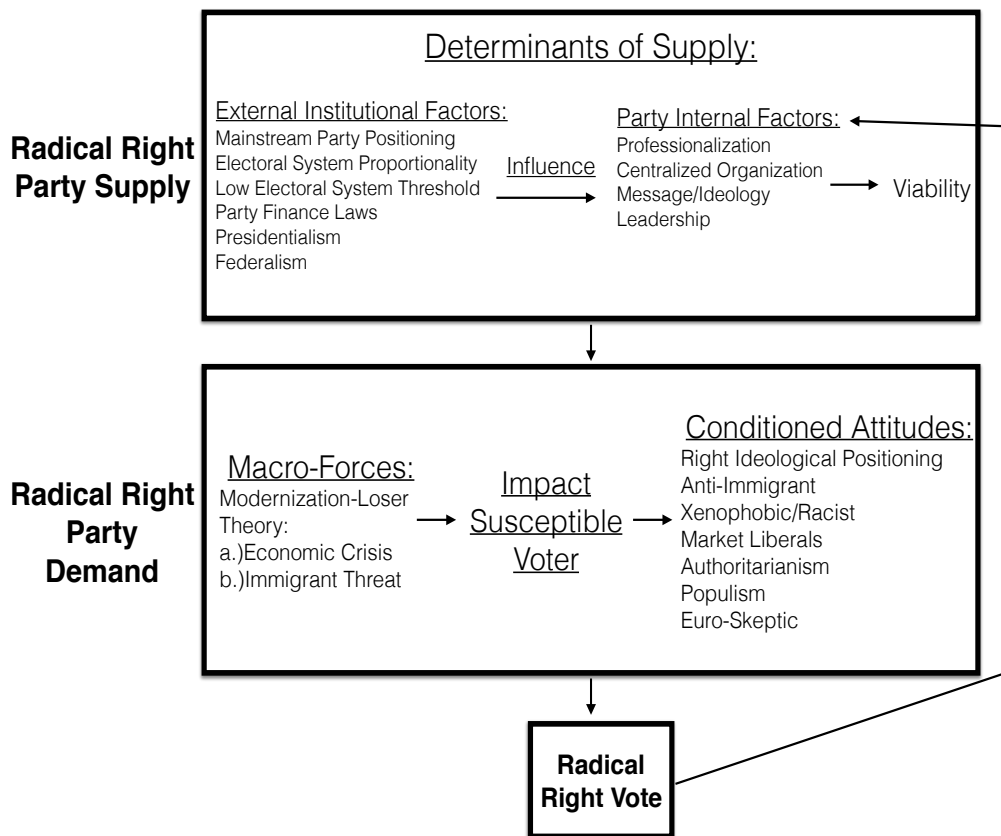 Determinants of Supply:
Radical Right
Party Supply
External Institutional Factors:
Mainstream Party Positioning
Electoral System Proportionality
Low Electoral System Threshold
Party Finance Laws
Presidentialism
Federalism
Influence
Party Internal Factors:
Professionalization
Centralized Organization
Message/Ideology
Leadership
Viability
Radical Right
Party
Demand
Macro-Forces:
Modernization-Loser
Theory:
a.)Economic Crisis
b.)Immigrant Threat
Impact
Susceptible
Voter
Conditioned Attitudes:
Right Ideological Positioning
Anti-Immigrant
Xenophobic/Racist
Market Liberals
Authoritarianism
Populism
Euro-Skeptic
Radical
Right Vote